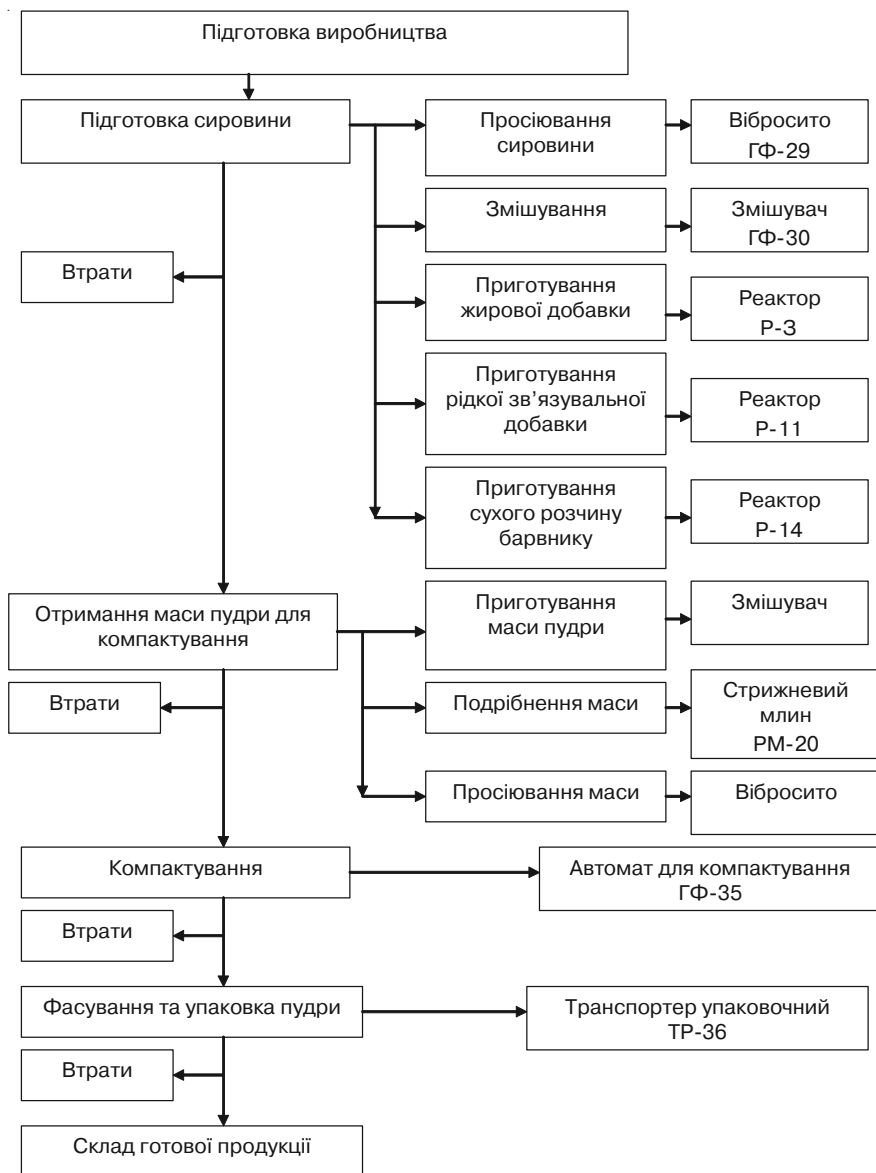 Підготовка виробництва
Підготовка сировини
Просіювання
сировини
Вібросито
ГФ-29
Змішування
Змішувач
ГФ-30
Втрати
Приготування
жирової добавки
Реактор
Р-3
Приготування
рідкої зв’язувальної
добавки
Реактор
Р-11
Приготування
сухого розчину
барвнику
Реактор
Р-14
Отримання маси пудри для
компактування
Приготування
маси пудри
Змішувач
Втрати
Подрібнення маси
Стрижневий
млин
РМ-20
Просіювання маси
Вібросито
Компактування
Автомат для компактування
ГФ-35
Втрати
Фасування та упаковка пудри
Транспортер упаковочний
ТР-36
Втрати
Склад готової продукції